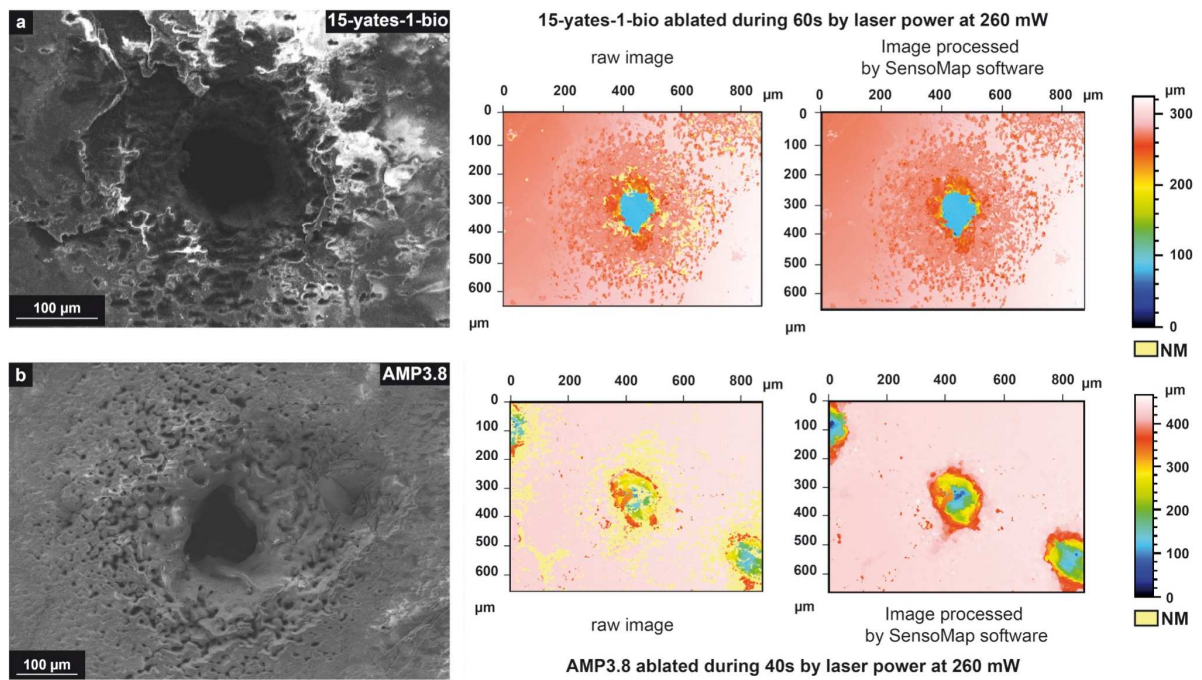 a
15-yates-1-bio
100 µm
15-yates-1-bio ablated during 60s by laser power at 260 mW
raw image
Image processed
by SensoMap software
0 200 400 600 800 µm
0
100
200
300
400
500
600
µm
0 200 400 600 800 µm
0
100
200
300
400
500
600
µm
µm
300
200
100
0
NM
b
AMP3.8
100 µm
0 200 400 600 800 µm
0
100
200
300
400
500
600
µm
raw image
0 200 400 600 800 µm
0
100
200
300
400
500
600
µm
Image processed
by SensoMap software
µm
400
300
200
100
0
NM
AMP3.8 ablated during 40s by laser power at 260 mW